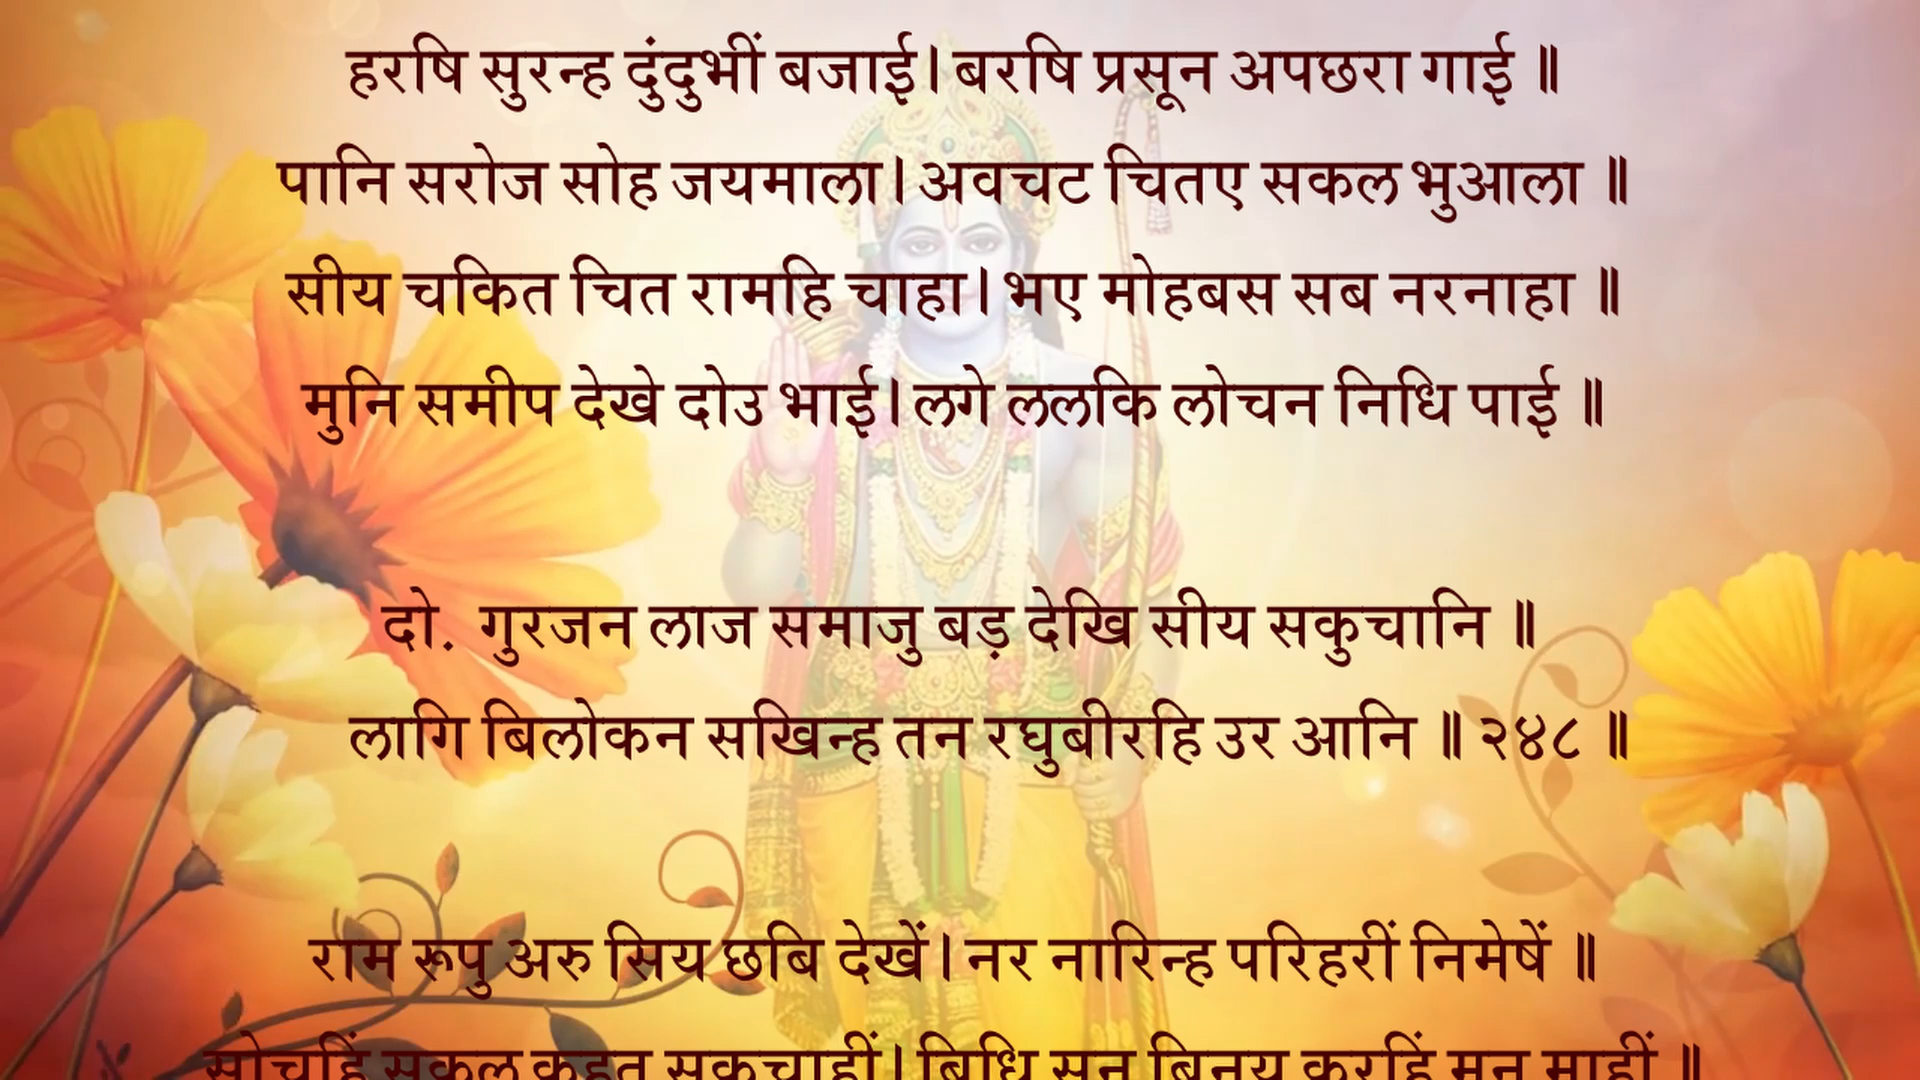 हरषि सुरन्ह दुंदुभीं बजाई। बरषि प्रसून अपछरा गाई ॥
पानि सरोज सोह जयमाला। अवचट चितए सकल भुआला ॥
सीय चकित चित रामहि चाहा। भए मोहबस सब नरनाहा ॥
मुनि समीप देखे दोउ भाई। लगे ललकि लोचन निधि पाई ॥
दो. गुरजन लाज समाजु बड़ देखि सीय सकुचानि ॥
लागि बिलोकन सखिन्ह तन रघुबीरहि उर आनि ॥ २४८ ॥
राम रूपु अरु सिय छबि देखें। नर नारिन्ह परिहरीं निमेषें ॥
सोचहिं सकल कहत सकुचाहीं। बिधि सन बिनय करहिं मन माहीं ॥